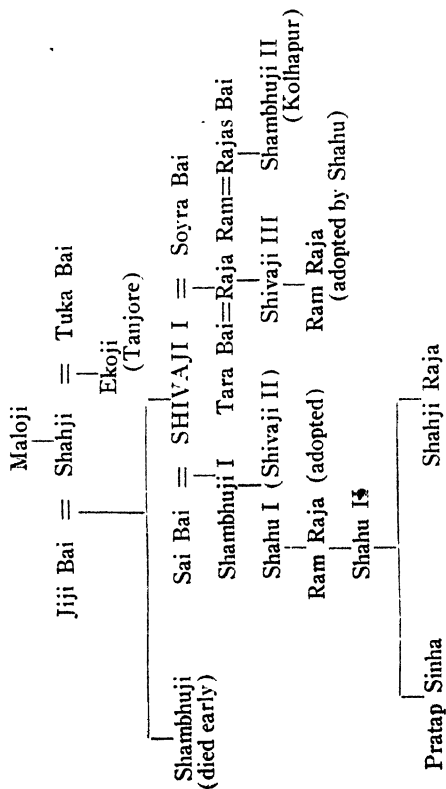 Maloji
Jiji Bai = Shahji = Tuka Bai
Ekoji
(Tanjore)
Shambhuji
(died early)
Sai Bai = SHIVAJI I = Soyra Bai
Shambhuji I
Tara Bai=Raja Ram=Rajas Bai
Shahu I (Shivaji II)
Shivaji III
Shambhuji II
(Kolhapur)
Ram Raja (adopted)
Ram Raja
(adopted by Shahu)
Shahu II
Pratap Sinha
Shahji Raja